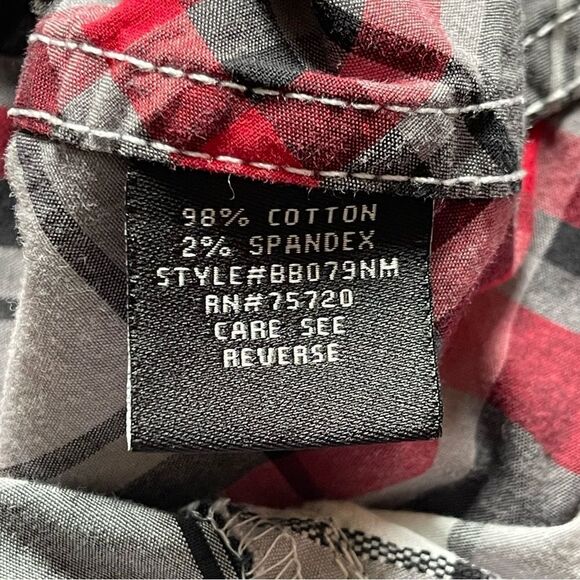 98% COTTON
2% SPANDEX
STYLE#BB079NM
RN#75720
CARE SEE
REVERSE